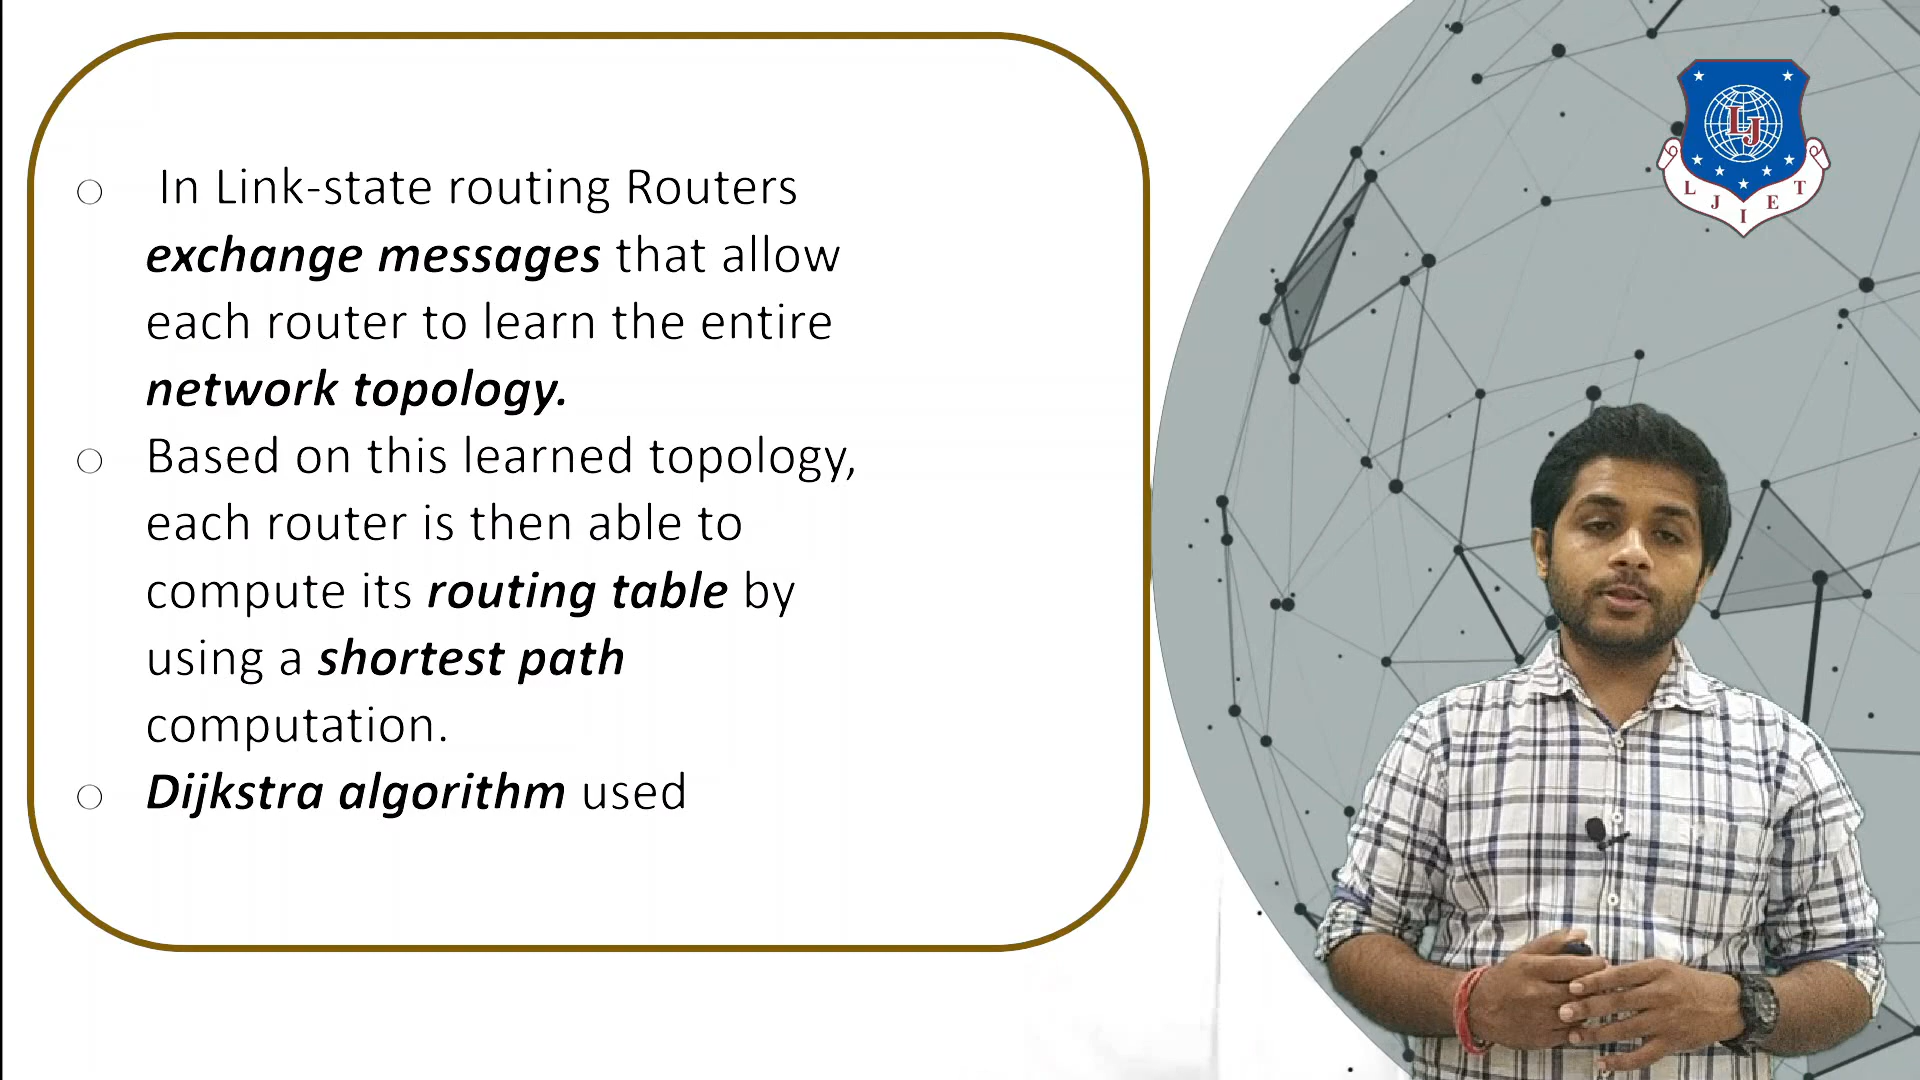 In Link-state routing Routers
exchange messages that allow
each router to learn the entire
network topology.
Based on this learned topology,
each router is then able to
compute its routing table by
using a shortest path
computation.
Dijkstra algorithm used
LJ
L J I E T